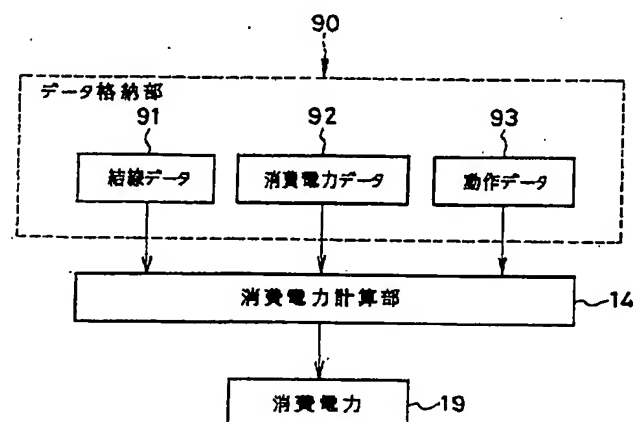 90
データ格納部
91 92 93
結線データ 消費電力データ 動作データ
消費電力計算部 14
消費電力 19